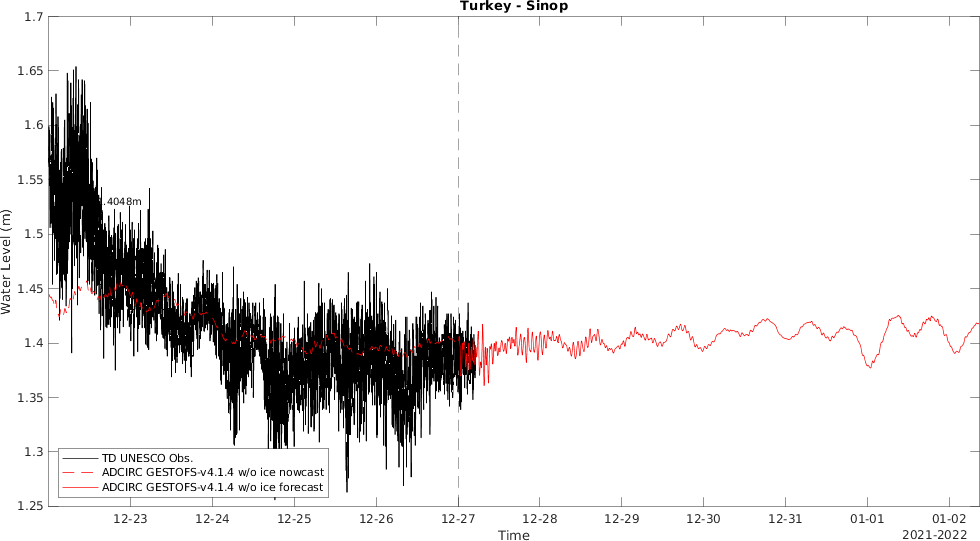 Turkey - Sinop
1.7
1.65
1.6
1.55
1.5
1.45
1.4
1.35
1.3
1.25
Water Level (m)
.4048m
TD UNESCO Obs.
ADCIRC GESTOFS-v4.1.4 w/o ice nowcast
ADCIRC GESTOFS-v4.1.4 w/o ice forecast
12-23 12-24 12-25 12-26 12-27 12-28 12-29 12-30 12-31 01-01 01-02
Time
2021-2022